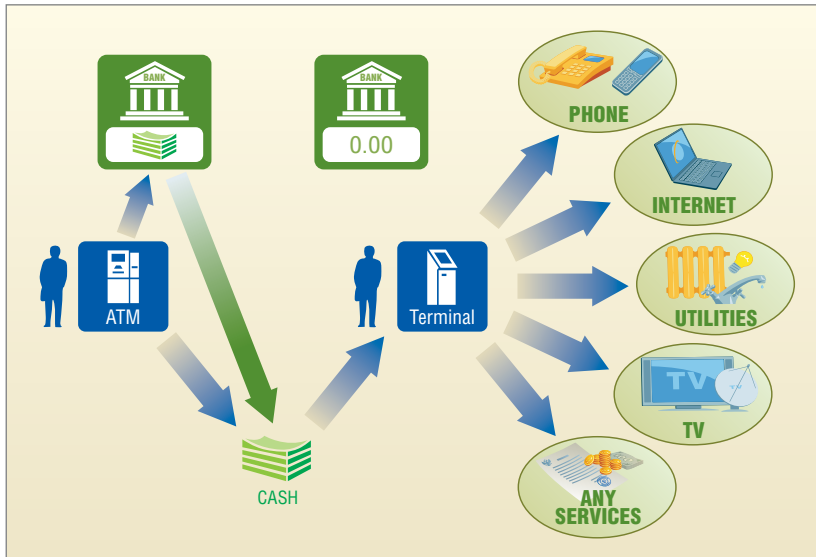 BANK
BANK
0.00
ATM
Terminal
CASH
PHONE
INTERNET
UTILITIES
TV
TV
ANY
SERVICES